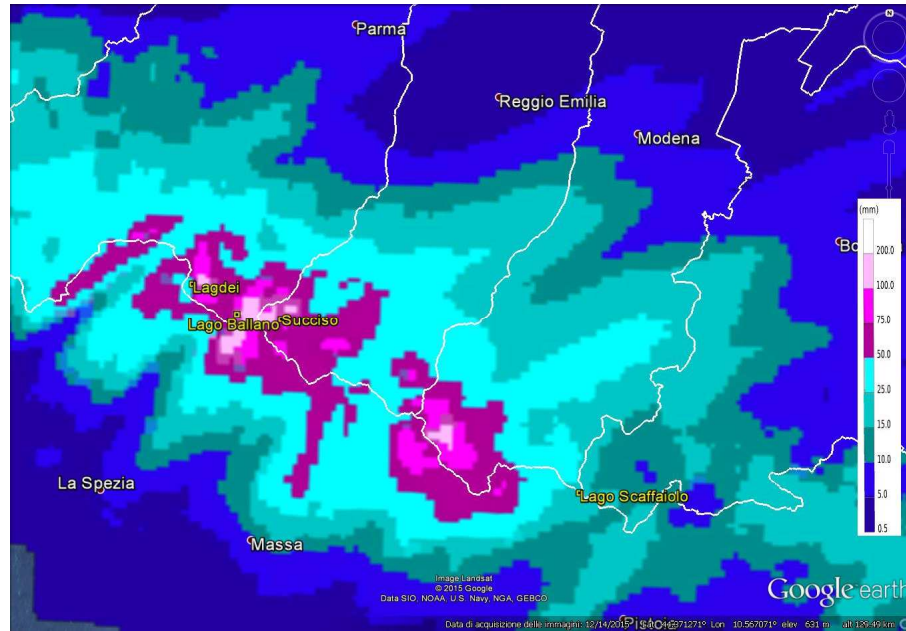 Parma
Reggio Emilia
Modena
(mm)
200.0
100.0
75.0
50.0
25.0
15.0
10.0
5.0
0.5
Lagdei
Lago Ballano
Succiso
La Spezia
Lago Scaffaiolo
Massa
Image Landsat
© 2015 Google
Data SIO, NOAA, U.S. Navy, NGA, GEBCO
Google earth
Data di acquisizione delle immagini: 12/14/2015
Lon 10.567071° elev 631 m alt 129.49 km